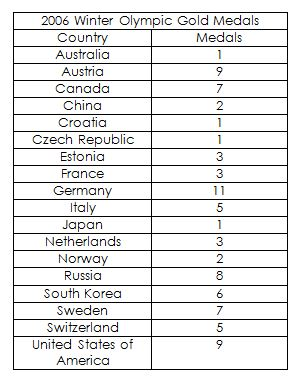 2006 Winter Olympic Gold Medals
Country Medals
Australia 1
Austria 9
Canada 7
China 2
Croatia 1
Czech Republic 1
Estonia 3
France 3
Germany 11
Italy 5
Japan 1
Netherlands 3
Norway 2
Russia 8
South Korea 6
Sweden 7
Switzerland 5
United States of 9
America